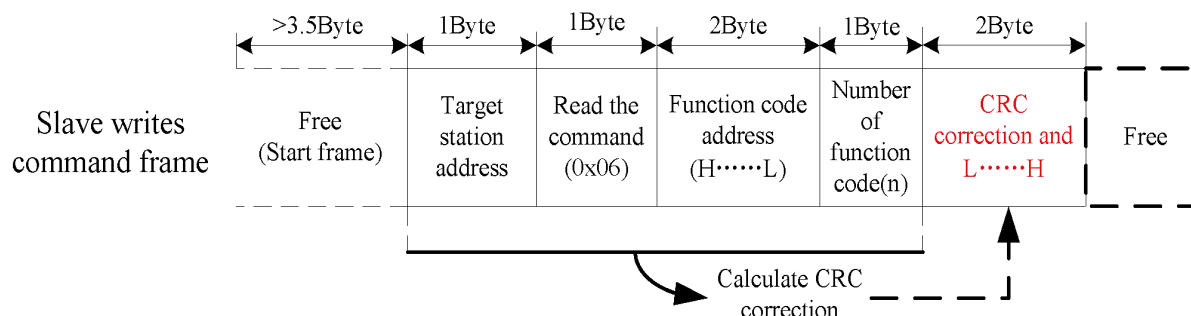 >3.5Byte
1Byte
1Byte
2Byte
1Byte
2Byte
Slave writes
command frame
Free
(Start frame)
Target
station
address
Read the
command
(0x06)
Function code
address
(H……L)
Number
of
function
code(n)
CRC
correction and
L……H
Free
Calculate CRC
correction